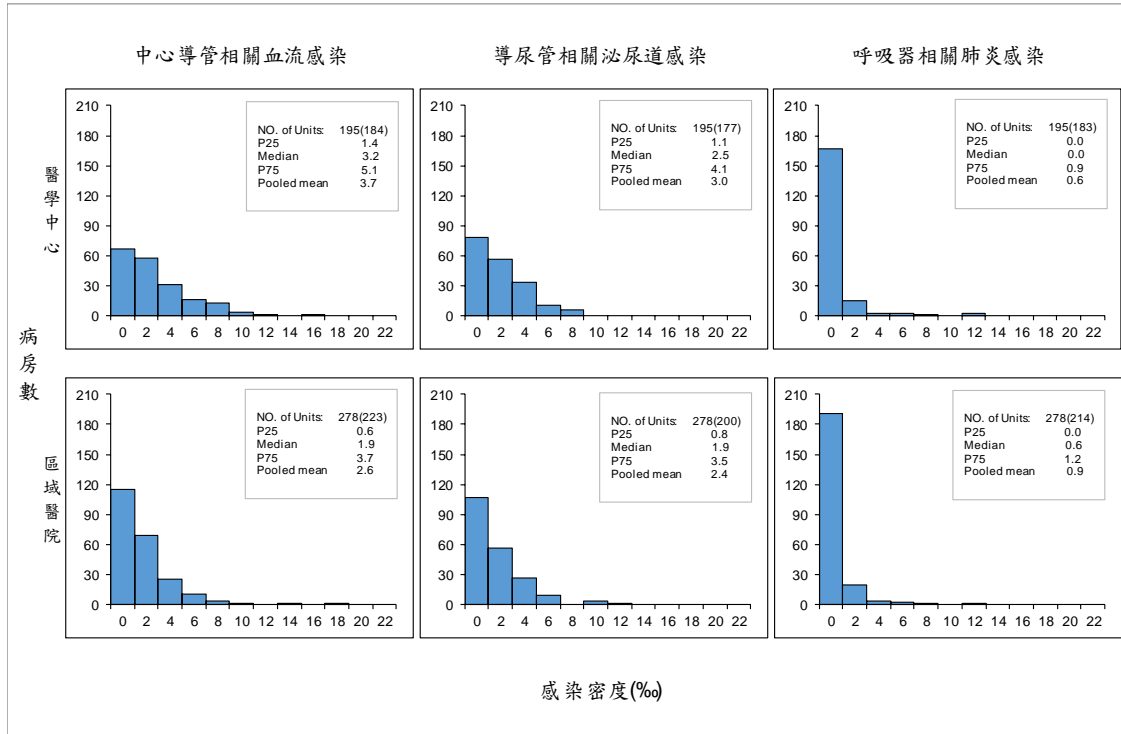 中心導管相關血流感染
導尿管相關泌尿道感染
呼吸器相關肺炎感染
病房數
醫學中心
210
180
150
120
90
60
30
0
NO. of Units: 195(184)
P25 1.4
Median 3.2
P75 5.1
Pooled mean 3.7
0 2 4 6 8 10 12 14 16 18 20 22
210
180
150
120
90
60
30
0
NO. of Units: 195(177)
P25 1.1
Median 2.5
P75 4.1
Pooled mean 3.0
0 2 4 6 8 10 12 14 16 18 20 22
210
180
150
120
90
60
30
0
NO. of Units: 195(183)
P25 0.0
Median 0.0
P75 0.9
Pooled mean 0.6
0 2 4 6 8 10 12 14 16 18 20 22
區域醫院
210
180
150
120
90
60
30
0
NO. of Units: 278(223)
P25 0.6
Median 1.9
P75 3.7
Pooled mean 2.6
0 2 4 6 8 10 12 14 16 18 20 22
210
180
150
120
90
60
30
0
NO. of Units: 278(200)
P25 0.8
Median 1.9
P75 3.5
Pooled mean 2.4
0 2 4 6 8 10 12 14 16 18 20 22
210
180
150
120
90
60
30
0
NO. of Units: 278(214)
P25 0.0
Median 0.6
P75 1.2
Pooled mean 0.9
0 2 4 6 8 10 12 14 16 18 20 22
感染密度(‰)